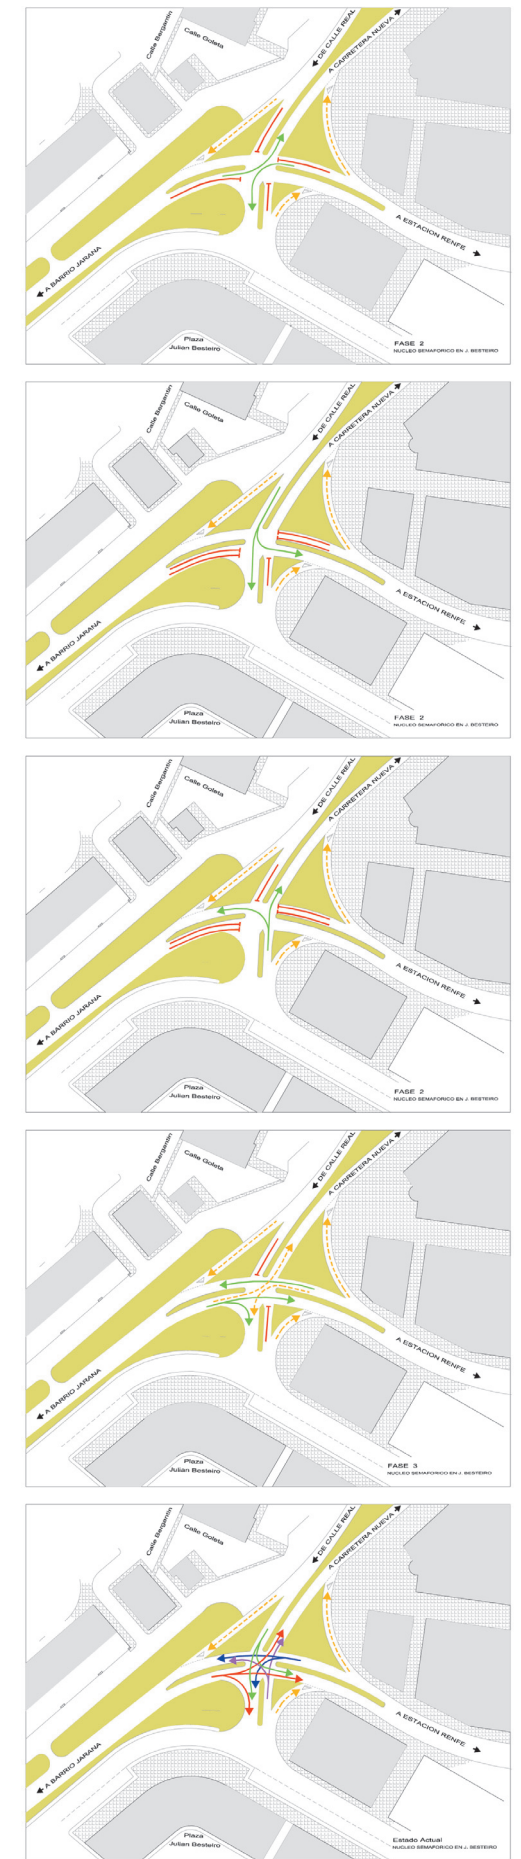 Calle Bergantin
Calle Goleta
DE CALLE REAL
A CARRETERA NUEVA
A ESTACION RENFE
A BARRIO JARANA
Plaza
Julian Besteiro
FASE 2
NUCLEO SEMAFORICO EN J. BESTEIRO
Calle Bergantin
Calle Goleta
DE CALLE REAL
A CARRETERA NUEVA
A ESTACION RENFE
A BARRIO JARANA
Plaza
Julian Besteiro
FASE 2
NUCLEO SEMAFORICO EN J. BESTEIRO
Calle Bergantin
Calle Goleta
DE CALLE REAL
A CARRETERA NUEVA
A ESTACION RENFE
A BARRIO JARANA
Plaza
Julian Besteiro
FASE 2
NUCLEO SEMAFORICO EN J. BESTEIRO
Calle Bergantin
Calle Goleta
DE CALLE REAL
A CARRETERA NUEVA
A ESTACION RENFE
A BARRIO JARANA
Plaza
Julian Besteiro
FASE 3
NUCLEO SEMAFORICO EN J. BESTEIRO
Calle Bergantin
Calle Goleta
DE CALLE REAL
A CARRETERA NUEVA
A ESTACION RENFE
A BARRIO JARANA
Plaza
Julian Besteiro
Estado Actual
NUCLEO SEMAFORICO EN J. BESTEIRO